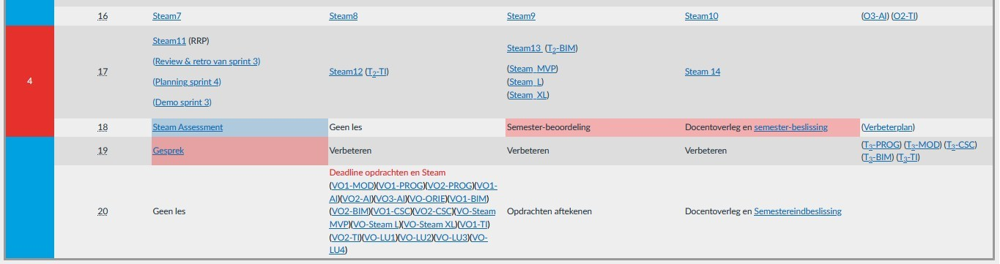 16
Steam7
Steam8
Steam9
Steam10
(O3-AI) (O2-TI)
4
17
Steam11 (RRP)
(Review & retro van sprint 3)
(Planning sprint 4)
(Demo sprint 3)
Steam12 (T2-TI)
Steam13 (T2-BIM)
(Steam MVP)
(Steam L)
(Steam XL)
Steam 14
18
Steam Assessment
Geen les
Semester-beoordeling
Docentoverleg en semester-beslissing
(Verbeterplan)
19
Gesprek
Verbeteren
Verbeteren
Verbeteren
(T3-PROG) (T3-MOD) (T3-CSC)
(T3-BIM) (T3-TI)
20
Geen les
Deadline opdrachten en Steam
(VO1-MOD)(VO1-PROG)(VO2-PROG)(VO1-
AI)(VO2-AI)(VO3-AI)(VO-ORIE)(VO1-BIM)
(VO2-BIM)(VO1-CSC)(VO2-CSC)(VO-Steam
MVP)(VO-Steam L)(VO-Steam XL)(VO1-TI)
(VO2-TI)(VO-LU1)(VO-LU2)(VO-LU3)(VO-
LU4)
Opdrachten aftekenen
Docentoverleg en Semestereindbeslissing